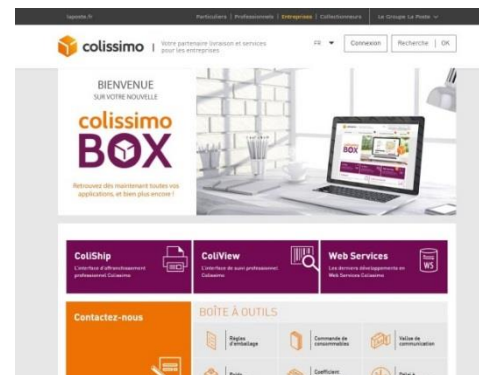 laposte.fr
Particuliers | Professionnels | Entreprises | Collectionneurs
Le Groupe La Poste
colissimo
Votre partenaire livraison et services
pour les entreprises
FR
Connexion
Recherche
OK
BIENVENUE
SUR VOTRE NOUVELLE
colissimo
BOX
Retrouvez dès maintenant toutes vos
applications, et bien plus encore !
ColiShip
L'interface d'affranchissement
professionnel Colissimo
ColiView
L'interface de suivi professionnel
Colissimo
Web Services
Les derniers développements en
Web Services Colissimo
WS
Contactez-nous
BOÎTE À OUTILS
Règles
d'emballage
Commande de
consommables
Valise de
communication
Guide
Coefficient